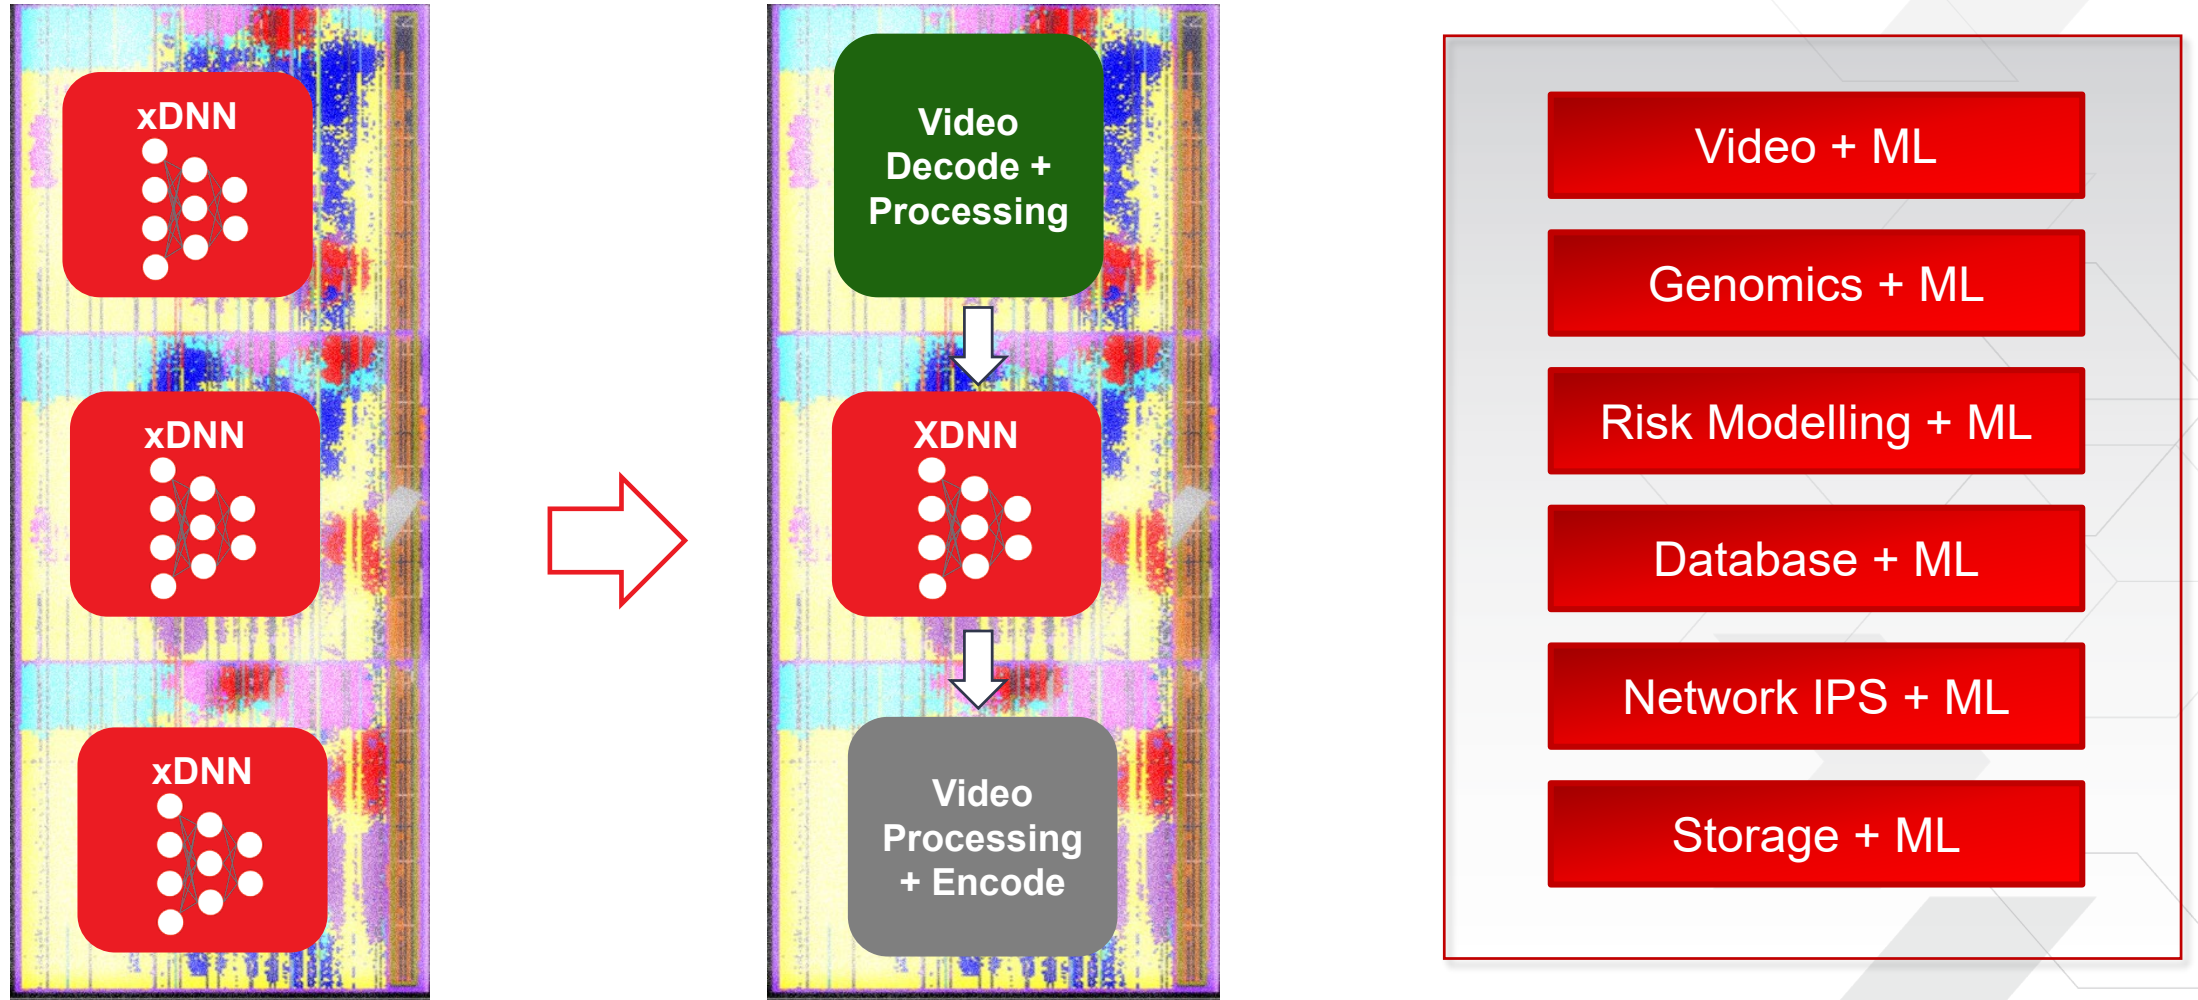 xDNN
xDNN
xDNN
Video
Decode +
Processing
XDNN
Video
Processing
+ Encode
Video + ML
Genomics + ML
Risk Modelling + ML
Database + ML
Network IPS + ML
Storage + ML